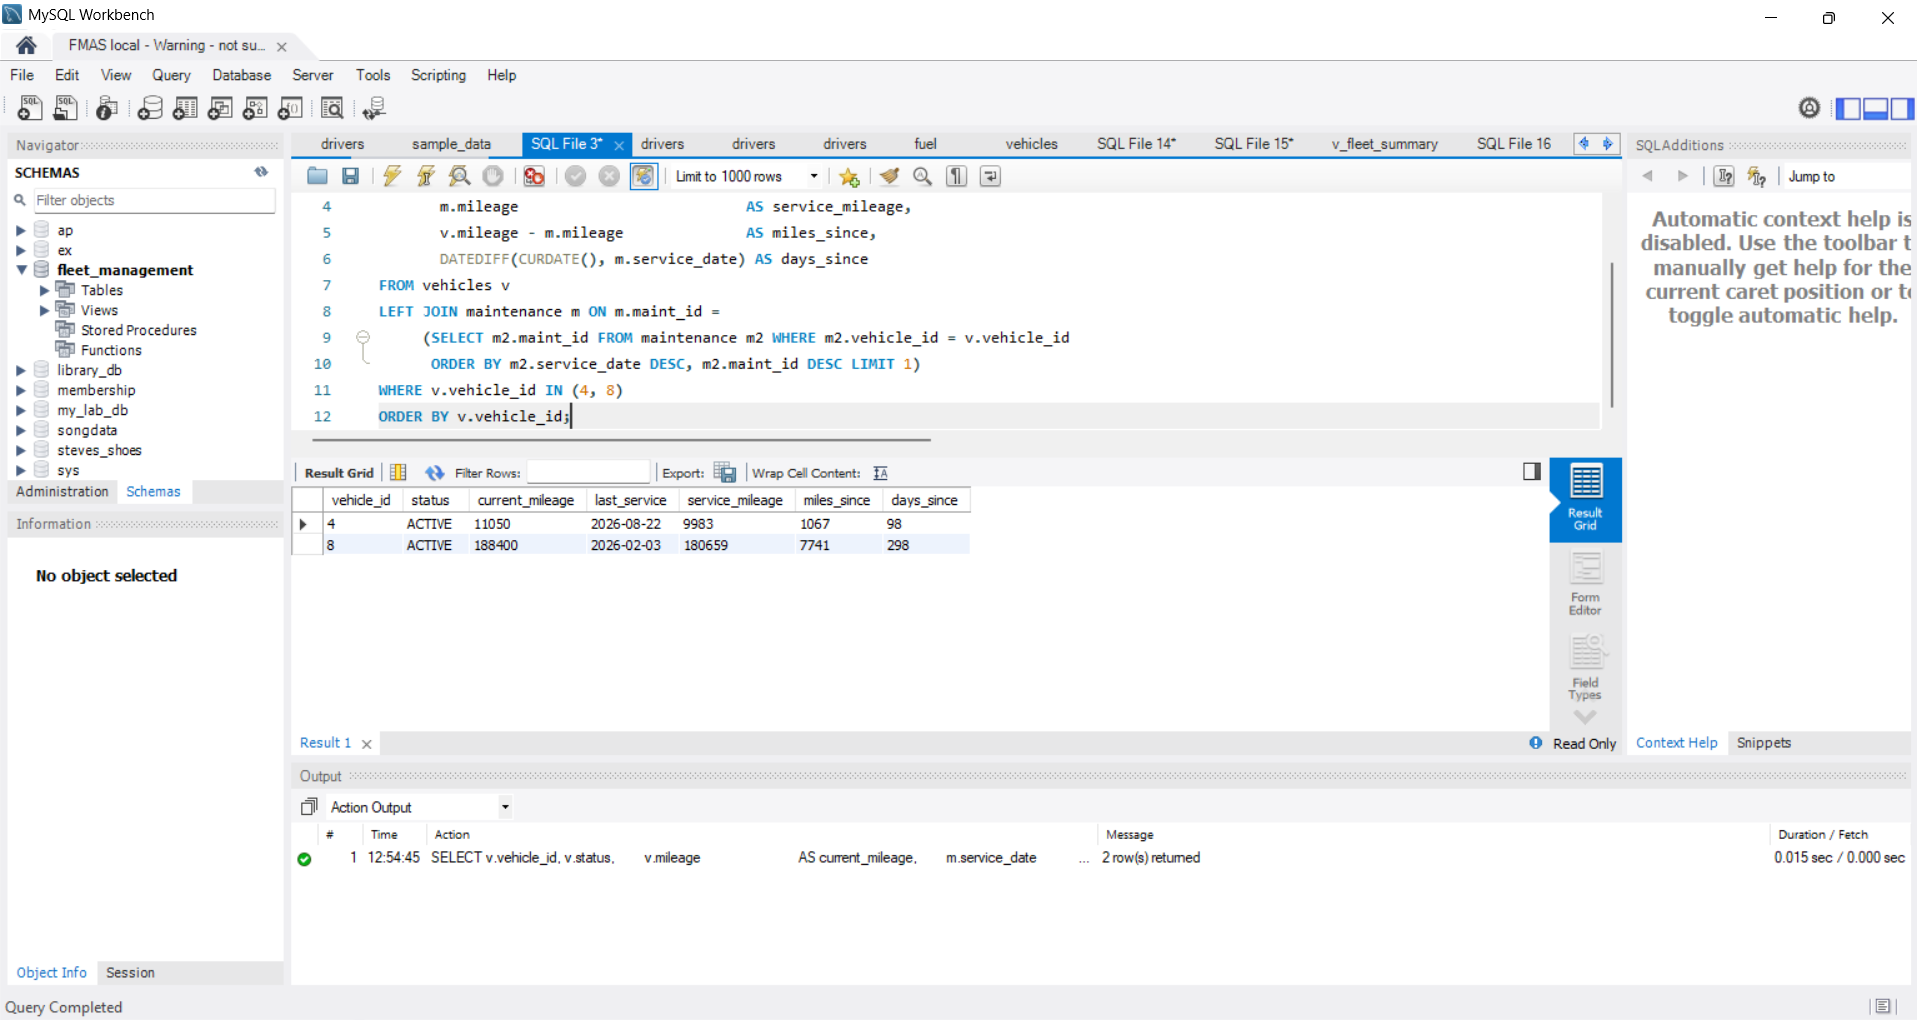 MySQL Workbench
FMAS local - Warning - not su...
File Edit View Query Database Server Tools Scripting Help
Navigator
SCHEMAS
Filter objects
ap
ex
fleet_management
Tables
Views
Stored Procedures
Functions
library_db
membership
my_lab_db
songdata
steves_shoes
sys
Administration Schemas
Information
No object selected
Object Info Session
drivers sample_data SQL File 3* drivers drivers drivers fuel vehicles SQL File 14* SQL File 15* v_fleet_summary SQL File 16
Limit to 1000 rows
4 m.mileage AS service_mileage,
5 v.mileage - m.mileage AS miles_since,
6 DATEDIFF(CURDATE(), m.service_date) AS days_since
7 FROM vehicles v
8 LEFT JOIN maintenance m ON m.maint_id =
9 (SELECT m2.maint_id FROM maintenance m2 WHERE m2.vehicle_id = v.vehicle_id
10 ORDER BY m2.service_date DESC, m2.maint_id DESC LIMIT 1)
11 WHERE v.vehicle_id IN (4, 8)
12 ORDER BY v.vehicle_id;
Result Grid Filter Rows: Export: Wrap Cell Content: IA
vehicle_id status current_mileage last_service service_mileage miles_since days_since
4 ACTIVE 11050 2026-08-22 9983 1067 98
8 ACTIVE 188400 2026-02-03 180659 7741 298
Result
Grid
Form
Editor
Field
Types
Result 1
Read Only
SQLAdditions
Jump to
Automatic context help is
disabled. Use the toolbar t
manually get help for the
current caret position or to
toggle automatic help.
Context Help Snippets
Output
Action Output
# Time Action Message Duration / Fetch
1 12:54:45 SELECT v.vehicle_id, v.status, v.mileage AS current_mileage, m.service_date ... 2 row(s) returned 0.015 sec / 0.000 sec
Query Completed